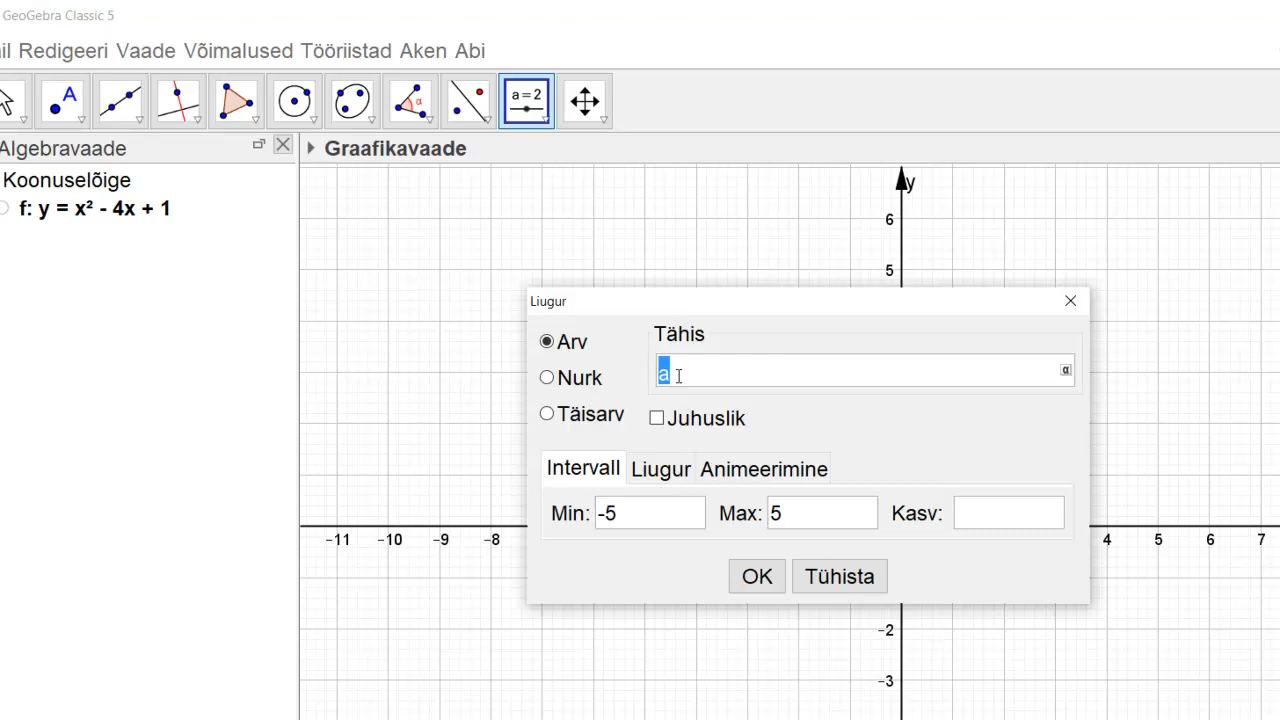 GeoGebra Classic 5
il Redigeeri Vaade Võimalused Tööriistad Aken Abi
A
α
a = 2
Algebravaade
Graafikavaade
Koonuselõige
f: y = x² - 4x + 1
y
6
5
Liugur
Arv
Tähis
Nurk
a
α
Täisarv
Juhuslik
Intervall Liugur Animeerimine
Min: -5 Max: 5 Kasv:
-11 -10 -9 -8 4 5 6 7
OK Tühista
-2
-3